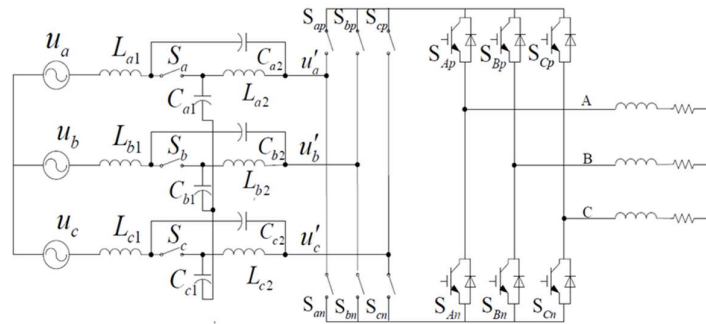 S_ap S_bp S_cp
S_Ap S_Bp S_Cp
u_a L_a1 S_a C_a2 u'_a
C_a1 L_a2
A
u_b L_b1 S_b C_b2 u'_b
C_b1 L_b2
B
u_c L_c1 S_c C_c2 u'_c
C
C_c1 L_c2
S_an S_bn S_cn
S_An S_Bn S_Cn